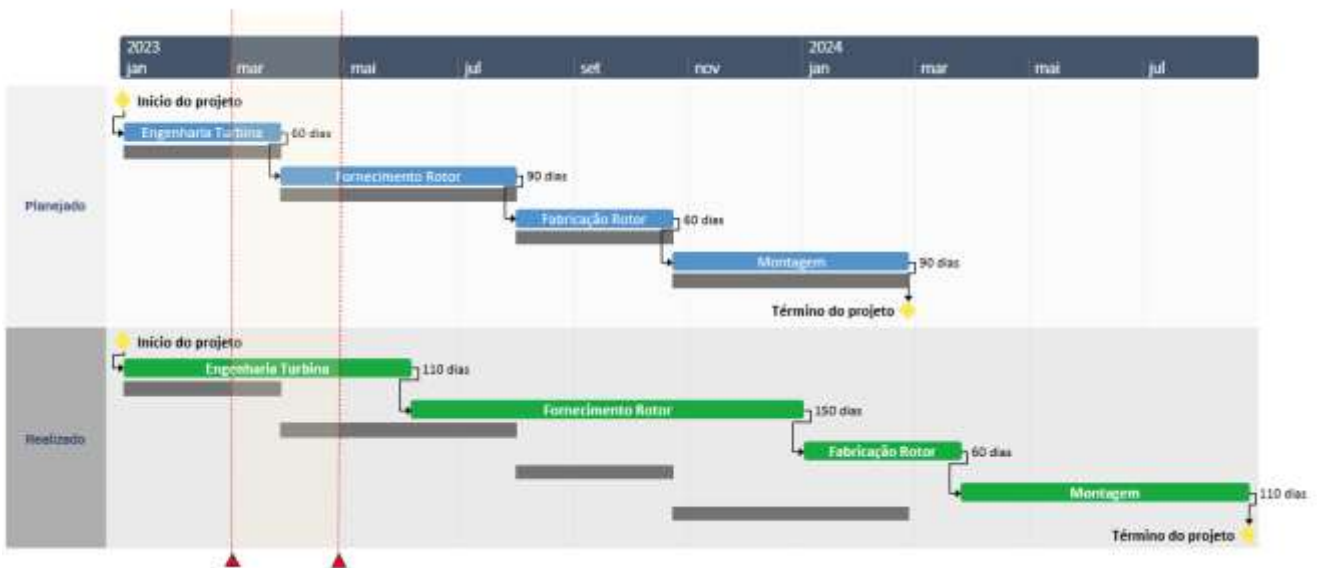 2023 2024
jan mar mai jul set nov jan mar mai jul
Planejado
Início do projeto
Engenharia Turbina 60 dias
Fornecimento Rotor 90 dias
Fabricação Rotor 60 dias
Montagem 90 dias
Término do projeto
Realizado
Início do projeto
Engenharia Turbina 110 dias
Fornecimento Rotor 150 dias
Fabricação Rotor 60 dias
Montagem 110 dias
Término do projeto